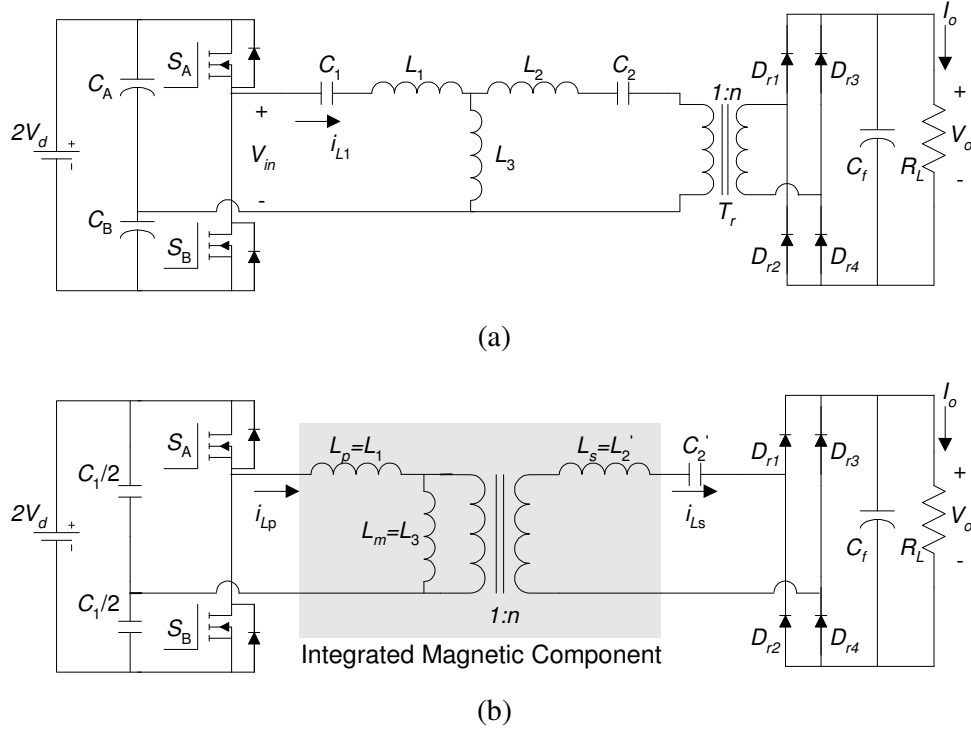 2V_d
+
-
C_A
C_B
S_A
S_B
+
V_in
-
C_1
i_L1
L_1
L_2
C_2
L_3
1:n
T_r
D_r1
D_r3
D_r2
D_r4
C_f
R_L
I_o
+
V_o
-
(a)
2V_d
+
-
C_1/2
C_1/2
S_A
S_B
i_Lp
L_p=L_1
L_m=L_3
1:n
L_s=L_2'
C_2'
i_Ls
Integrated Magnetic Component
D_r1
D_r3
D_r2
D_r4
C_f
R_L
I_o
+
V_o
-
(b)